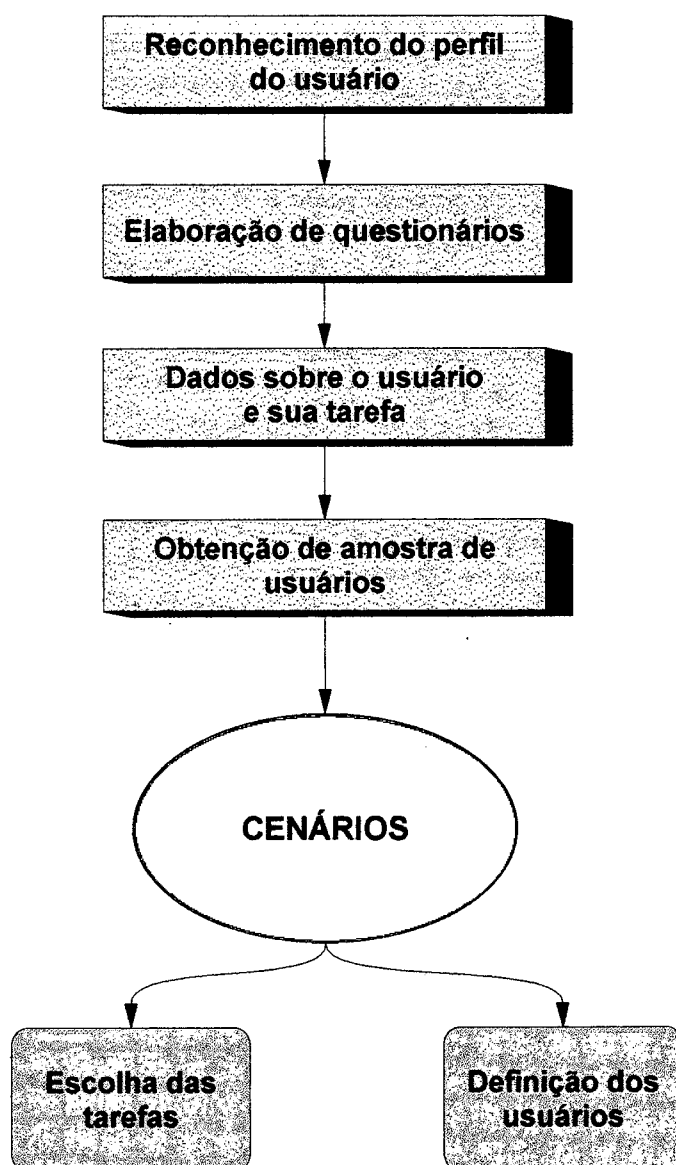 Reconhecimento do perfil
do usuário
Elaboração de questionários
Dados sobre o usuário
e sua tarefa
Obtenção de amostra de
usuários
CENÁRIOS
Escolha das
tarefas
Definição dos
usuários